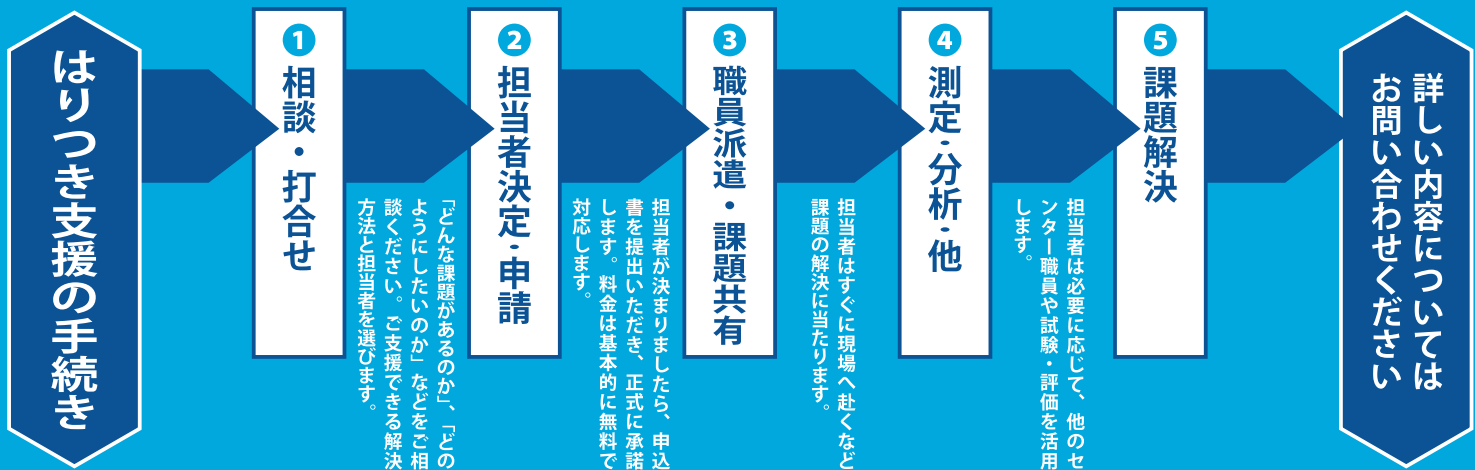 はりつき支援の手続き
1
相談・打合せ
「どんな課題があるのか」、「どの
ようにしたいのか」などをご相
談ください。ご支援できる解決
方法と担当者を選びます。
2
担当者決定・申請
担当者が決まりましたら、申込
書を提出いただき、正式に承諾
します。料金は基本的に無料で
対応します。
3
職員派遣・課題共有
担当者はすぐに現場へ赴くなど
課題の解決に当たります。
4
測定・分析・他
担当者は必要に応じて、他のセ
ンター職員や試験・評価を活用
します。
5
課題解決
詳しい内容については
お問い合わせください